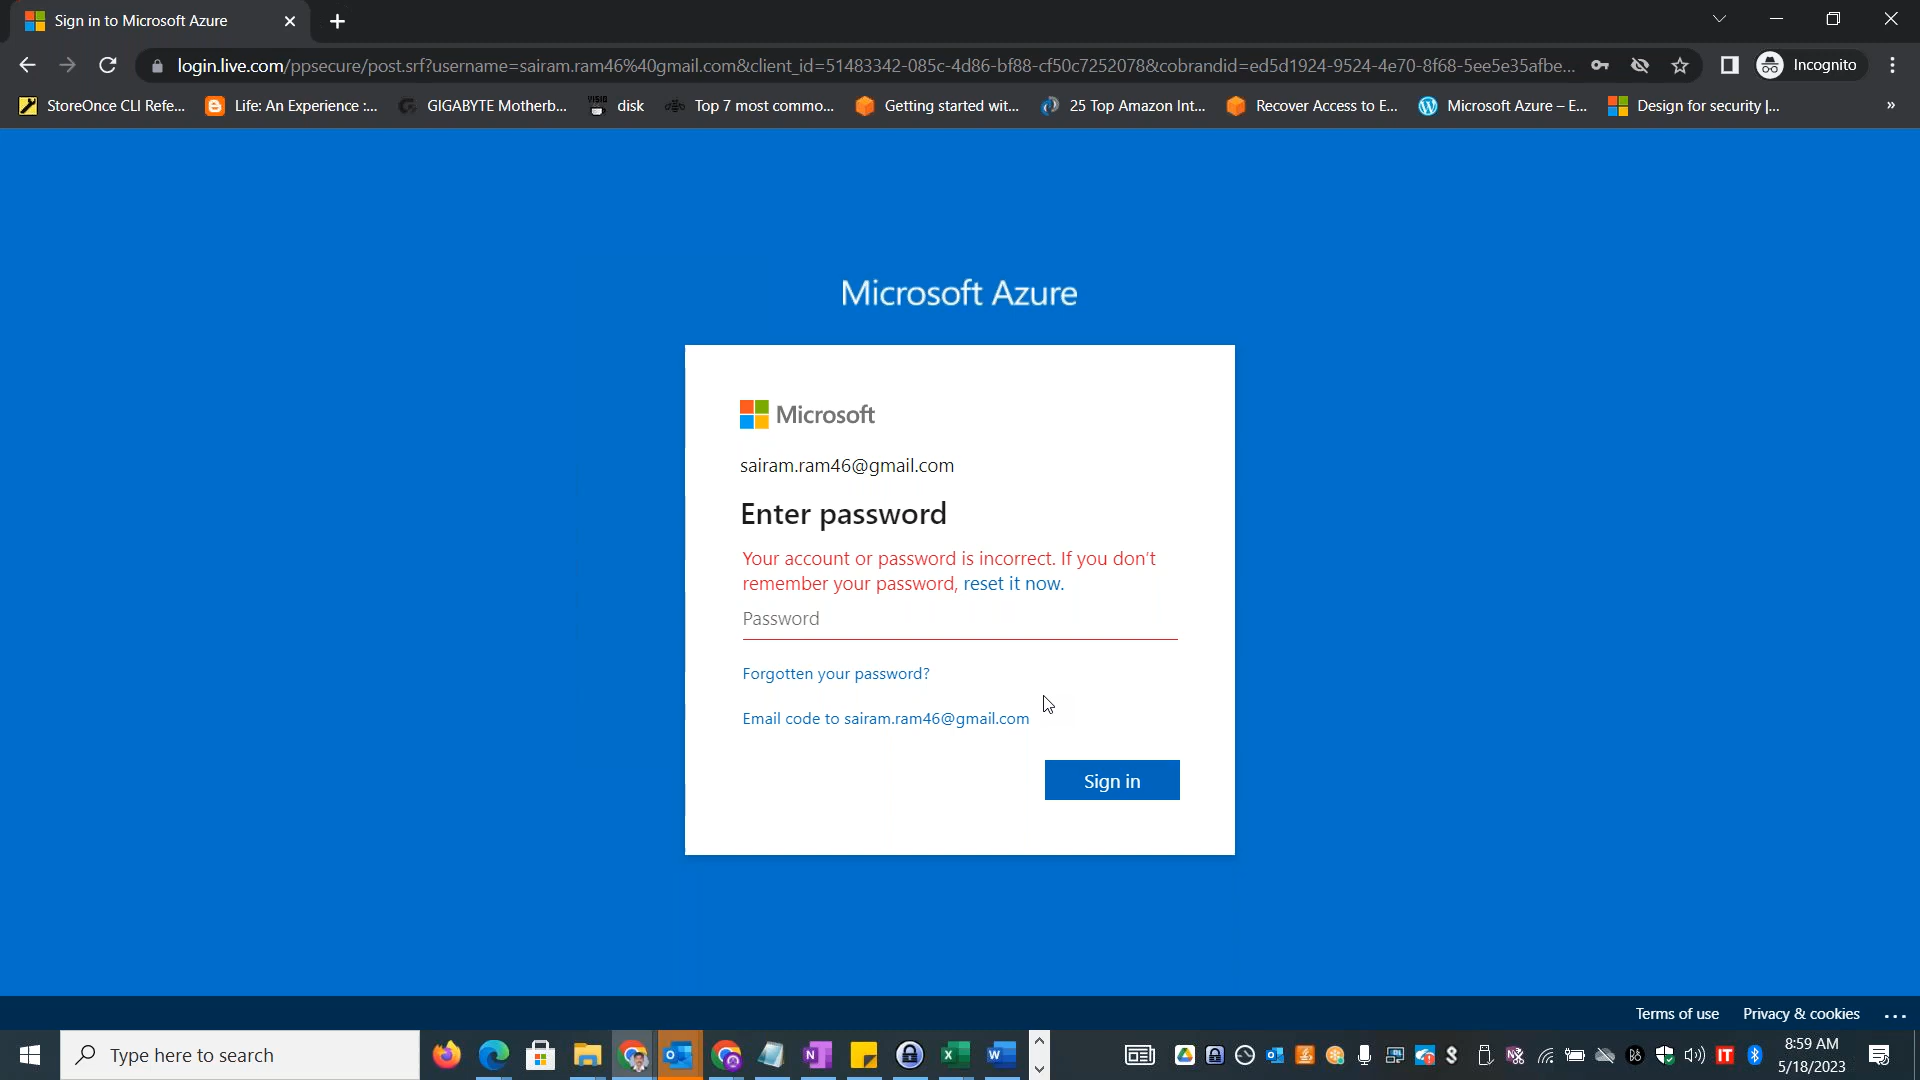 Sign in to Microsoft Azure
login.live.com/ppsecure/post.srf?username=sairam.ram46%40gmail.com&client_id=51483342-085c-4d86-bf88-cf50c7252078&cobrandid=ed5d1924-9524-4e70-8f68-5ee5e35afbe...
Incognito
StoreOnce CLI Refe...
Life: An Experience :...
GIGABYTE Motherb...
disk
Top 7 most commo...
Getting started wit...
25 Top Amazon Int...
Recover Access to E...
Microsoft Azure – E...
Design for security |...
»
Microsoft Azure
Microsoft
sairam.ram46@gmail.com
Enter password
Your account or password is incorrect. If you don't
remember your password, reset it now.
Password
Forgotten your password?
Email code to sairam.ram46@gmail.com
Sign in
Terms of use
Privacy & cookies
...
Type here to search
8:59 AM
5/18/2023